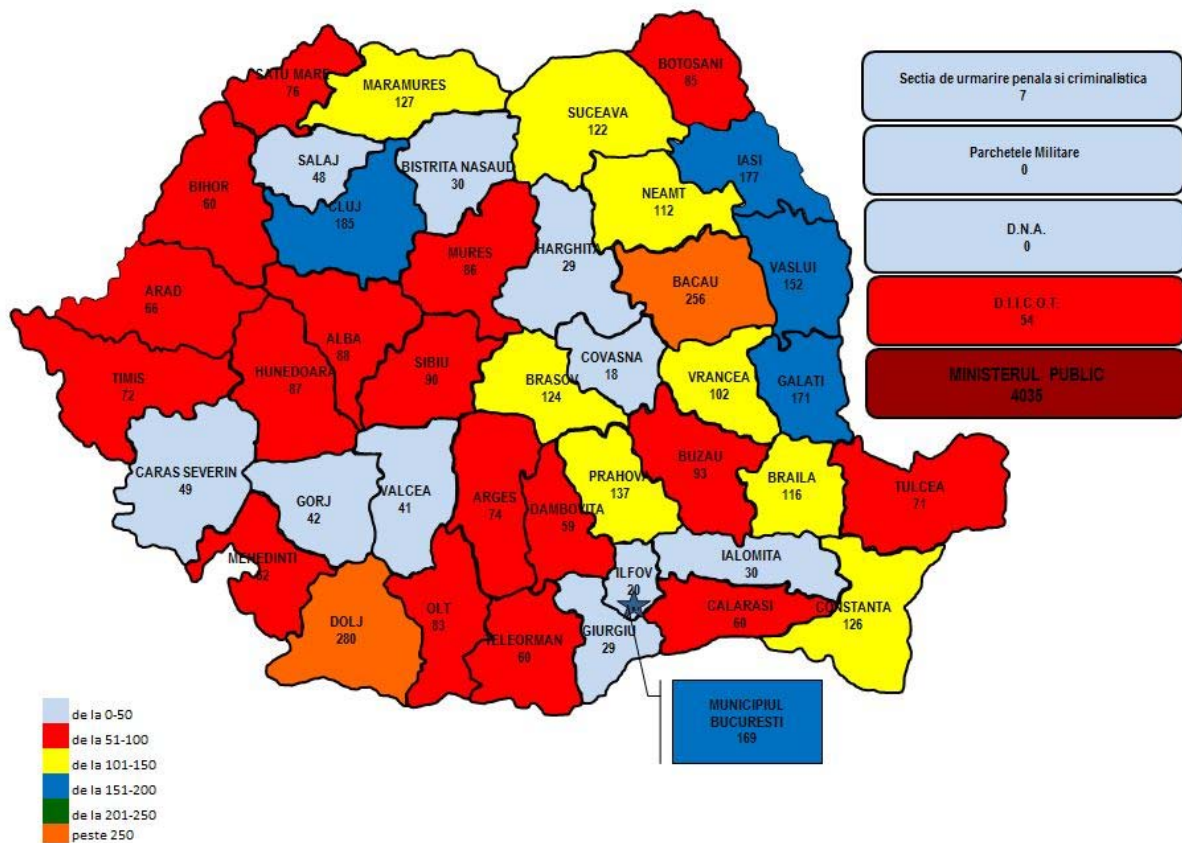 SATU MARE
76
MARAMURES
127
SUCEAVA
122
BOTOSANI
85
Sectia de urmarire penala si criminalistica
7
Parchetele Militare
0
D.N.A.
0
D.I.I.C.O.T.
54
MINISTERUL PUBLIC
4035
SALAJ
48
BISTRITA NASAUD
30
IASI
177
BIHOR
60
CLUJ
185
NEAMT
112
MURES
86
HARGHITA
29
BACAU
256
VASLUI
152
ARAD
66
ALBA
88
SIBIU
90
BRASOV
124
COVASNA
18
VRANCEA
102
GALATI
171
TIMIS
72
HUNEDOARA
87
CARAS SEVERIN
49
GORJ
42
VALCEA
41
ARGES
74
DAMBOVITA
59
PRAHOVA
137
BUZAU
93
BRAILA
116
TULCEA
71
MEHEDINTI
62
DOLJ
280
OLT
83
TELEORMAN
60
GIURGIU
29
ILFOV
20
IALOMITA
30
CALARASI
60
CONSTANTA
126
MUNICIPIUL
BUCURESTI
169
de la 0-50
de la 51-100
de la 101-150
de la 151-200
de la 201-250
peste 250